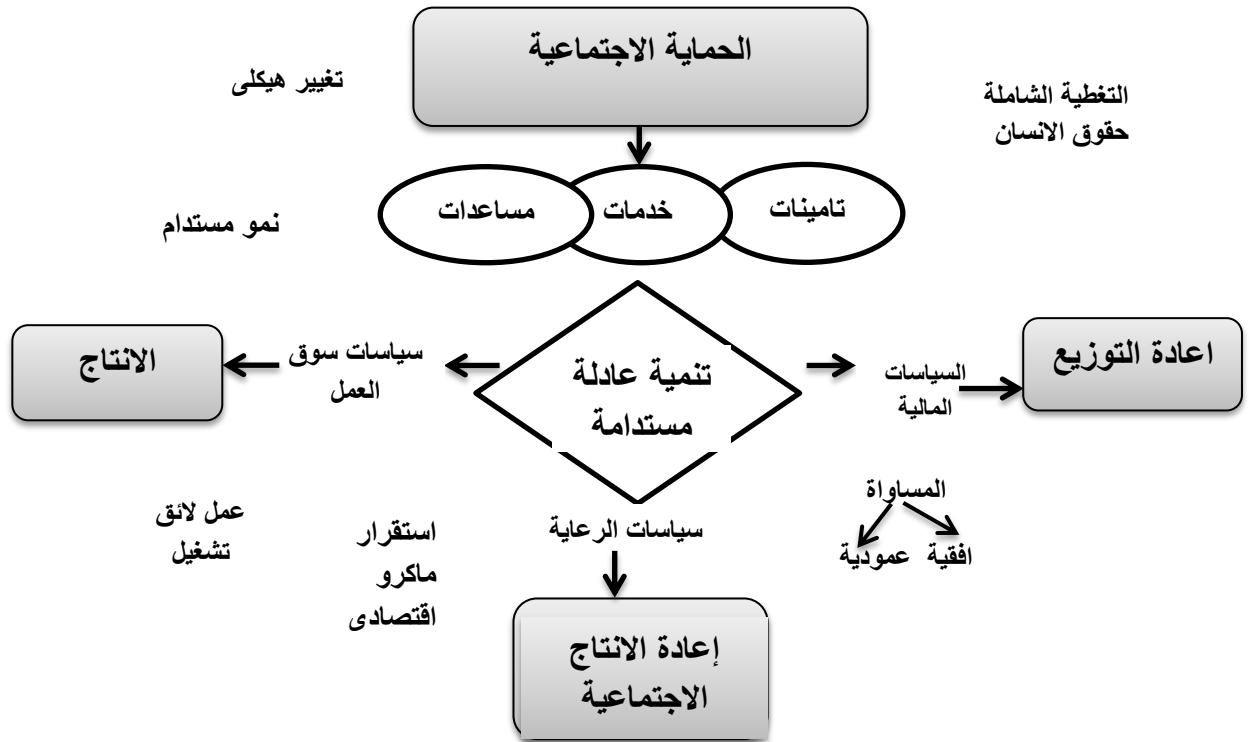 الحماية الاجتماعية
التغطية الشاملة
حقوق الانسان
تغيير هيكلى
تامينات
خدمات
مساعدات
نمو مستدام
اعادة التوزيع
السياسات
المالية
تنمية عادلة
مستدامة
سياسات سوق
العمل
الانتاج
المساواة
افقية عمودية
سياسات الرعاية
استقرار
ماكرو
اقتصادى
عمل لائق
تشغيل
إعادة الانتاج
الاجتماعية